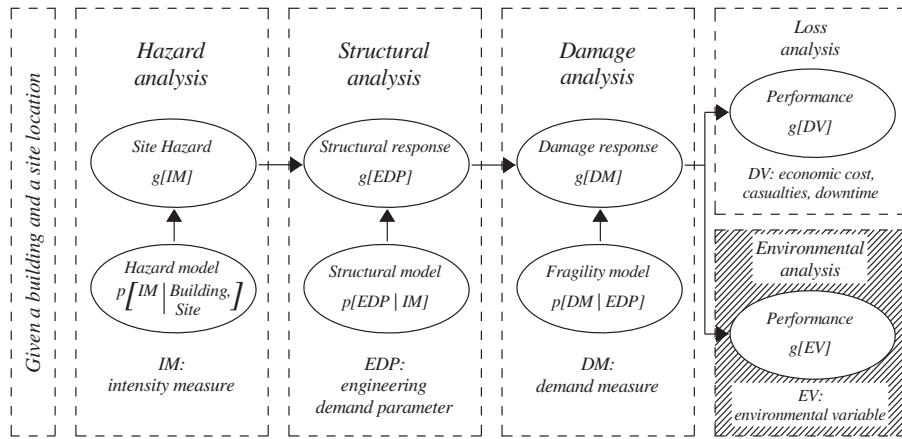 Given a building and a site location
Hazard
analysis
Site Hazard
g[IM]
Hazard model
p[IM | Building,
Site]
IM:
intensity measure
Structural
analysis
Structural response
g[EDP]
Structural model
p[EDP | IM]
EDP:
engineering
demand parameter
Damage
analysis
Damage response
g[DM]
Fragility model
p[DM | EDP]
DM:
demand measure
Loss
analysis
Performance
g[DV]
DV: economic cost,
casualties, downtime
Environmental
analysis
Performance
g[EV]
EV:
environmental variable